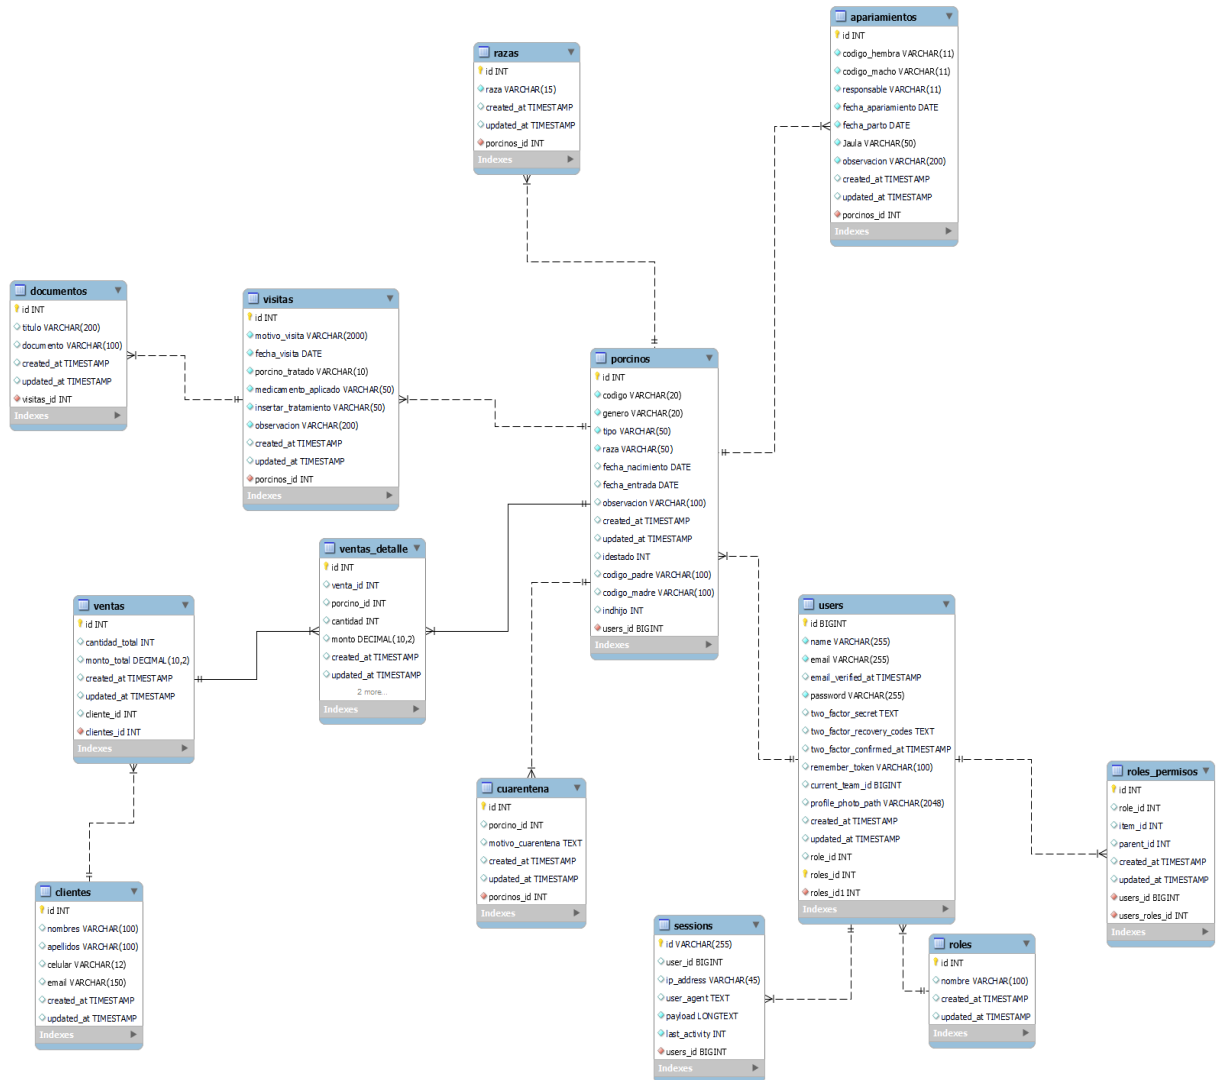 apariamientos
id INT
codigo_hembra VARCHAR(11)
codigo_macho VARCHAR(11)
responsable VARCHAR(11)
fecha_apariamiento DATE
fecha_parto DATE
Jaula VARCHAR(50)
observacion VARCHAR(200)
created_at TIMESTAMP
updated_at TIMESTAMP
porcinos_id INT
Indexes
razas
id INT
raza VARCHAR(15)
created_at TIMESTAMP
updated_at TIMESTAMP
porcinos_id INT
Indexes
documentos
id INT
titulo VARCHAR(200)
documento VARCHAR(100)
created_at TIMESTAMP
updated_at TIMESTAMP
visitas_id INT
Indexes
visitas
id INT
motivo_visita VARCHAR(2000)
fecha_visita DATE
porcino_tratado VARCHAR(10)
medicamento_aplicado VARCHAR(50)
insertar_tratamiento VARCHAR(50)
observacion VARCHAR(200)
created_at TIMESTAMP
updated_at TIMESTAMP
porcinos_id INT
Indexes
porcinos
id INT
codigo VARCHAR(20)
genero VARCHAR(20)
tipo VARCHAR(50)
raza VARCHAR(50)
fecha_nacimiento DATE
fecha_entrada DATE
observacion VARCHAR(100)
created_at TIMESTAMP
updated_at TIMESTAMP
idestado INT
codigo_padre VARCHAR(100)
codigo_madre VARCHAR(100)
indhijo INT
users_id BIGINT
Indexes
ventas_detalle
id INT
venta_id INT
porcino_id INT
cantidad INT
monto DECIMAL(10,2)
created_at TIMESTAMP
updated_at TIMESTAMP
2 more...
Indexes
ventas
id INT
cantidad_total INT
monto_total DECIMAL(10,2)
created_at TIMESTAMP
updated_at TIMESTAMP
cliente_id INT
clientes_id INT
Indexes
users
id BIGINT
name VARCHAR(255)
email VARCHAR(255)
email_verified_at TIMESTAMP
password VARCHAR(255)
two_factor_secret TEXT
two_factor_recovery_codes TEXT
two_factor_confirmed_at TIMESTAMP
remember_token VARCHAR(100)
current_team_id BIGINT
profile_photo_path VARCHAR(2048)
created_at TIMESTAMP
updated_at TIMESTAMP
role_id INT
roles_id INT
roles_id1 INT
Indexes
roles_permisos
id INT
role_id INT
item_id INT
parent_id INT
created_at TIMESTAMP
updated_at TIMESTAMP
users_id BIGINT
users_roles_id INT
Indexes
cuarentena
id INT
porcino_id INT
motivo_cuarentena TEXT
created_at TIMESTAMP
updated_at TIMESTAMP
porcinos_id INT
Indexes
clientes
id INT
nombres VARCHAR(100)
apellidos VARCHAR(100)
celular VARCHAR(12)
email VARCHAR(150)
created_at TIMESTAMP
updated_at TIMESTAMP
Indexes
sessions
id VARCHAR(255)
user_id BIGINT
ip_address VARCHAR(45)
user_agent TEXT
payload LONGTEXT
last_activity INT
users_id BIGINT
Indexes
roles
id INT
nombre VARCHAR(100)
created_at TIMESTAMP
updated_at TIMESTAMP
Indexes